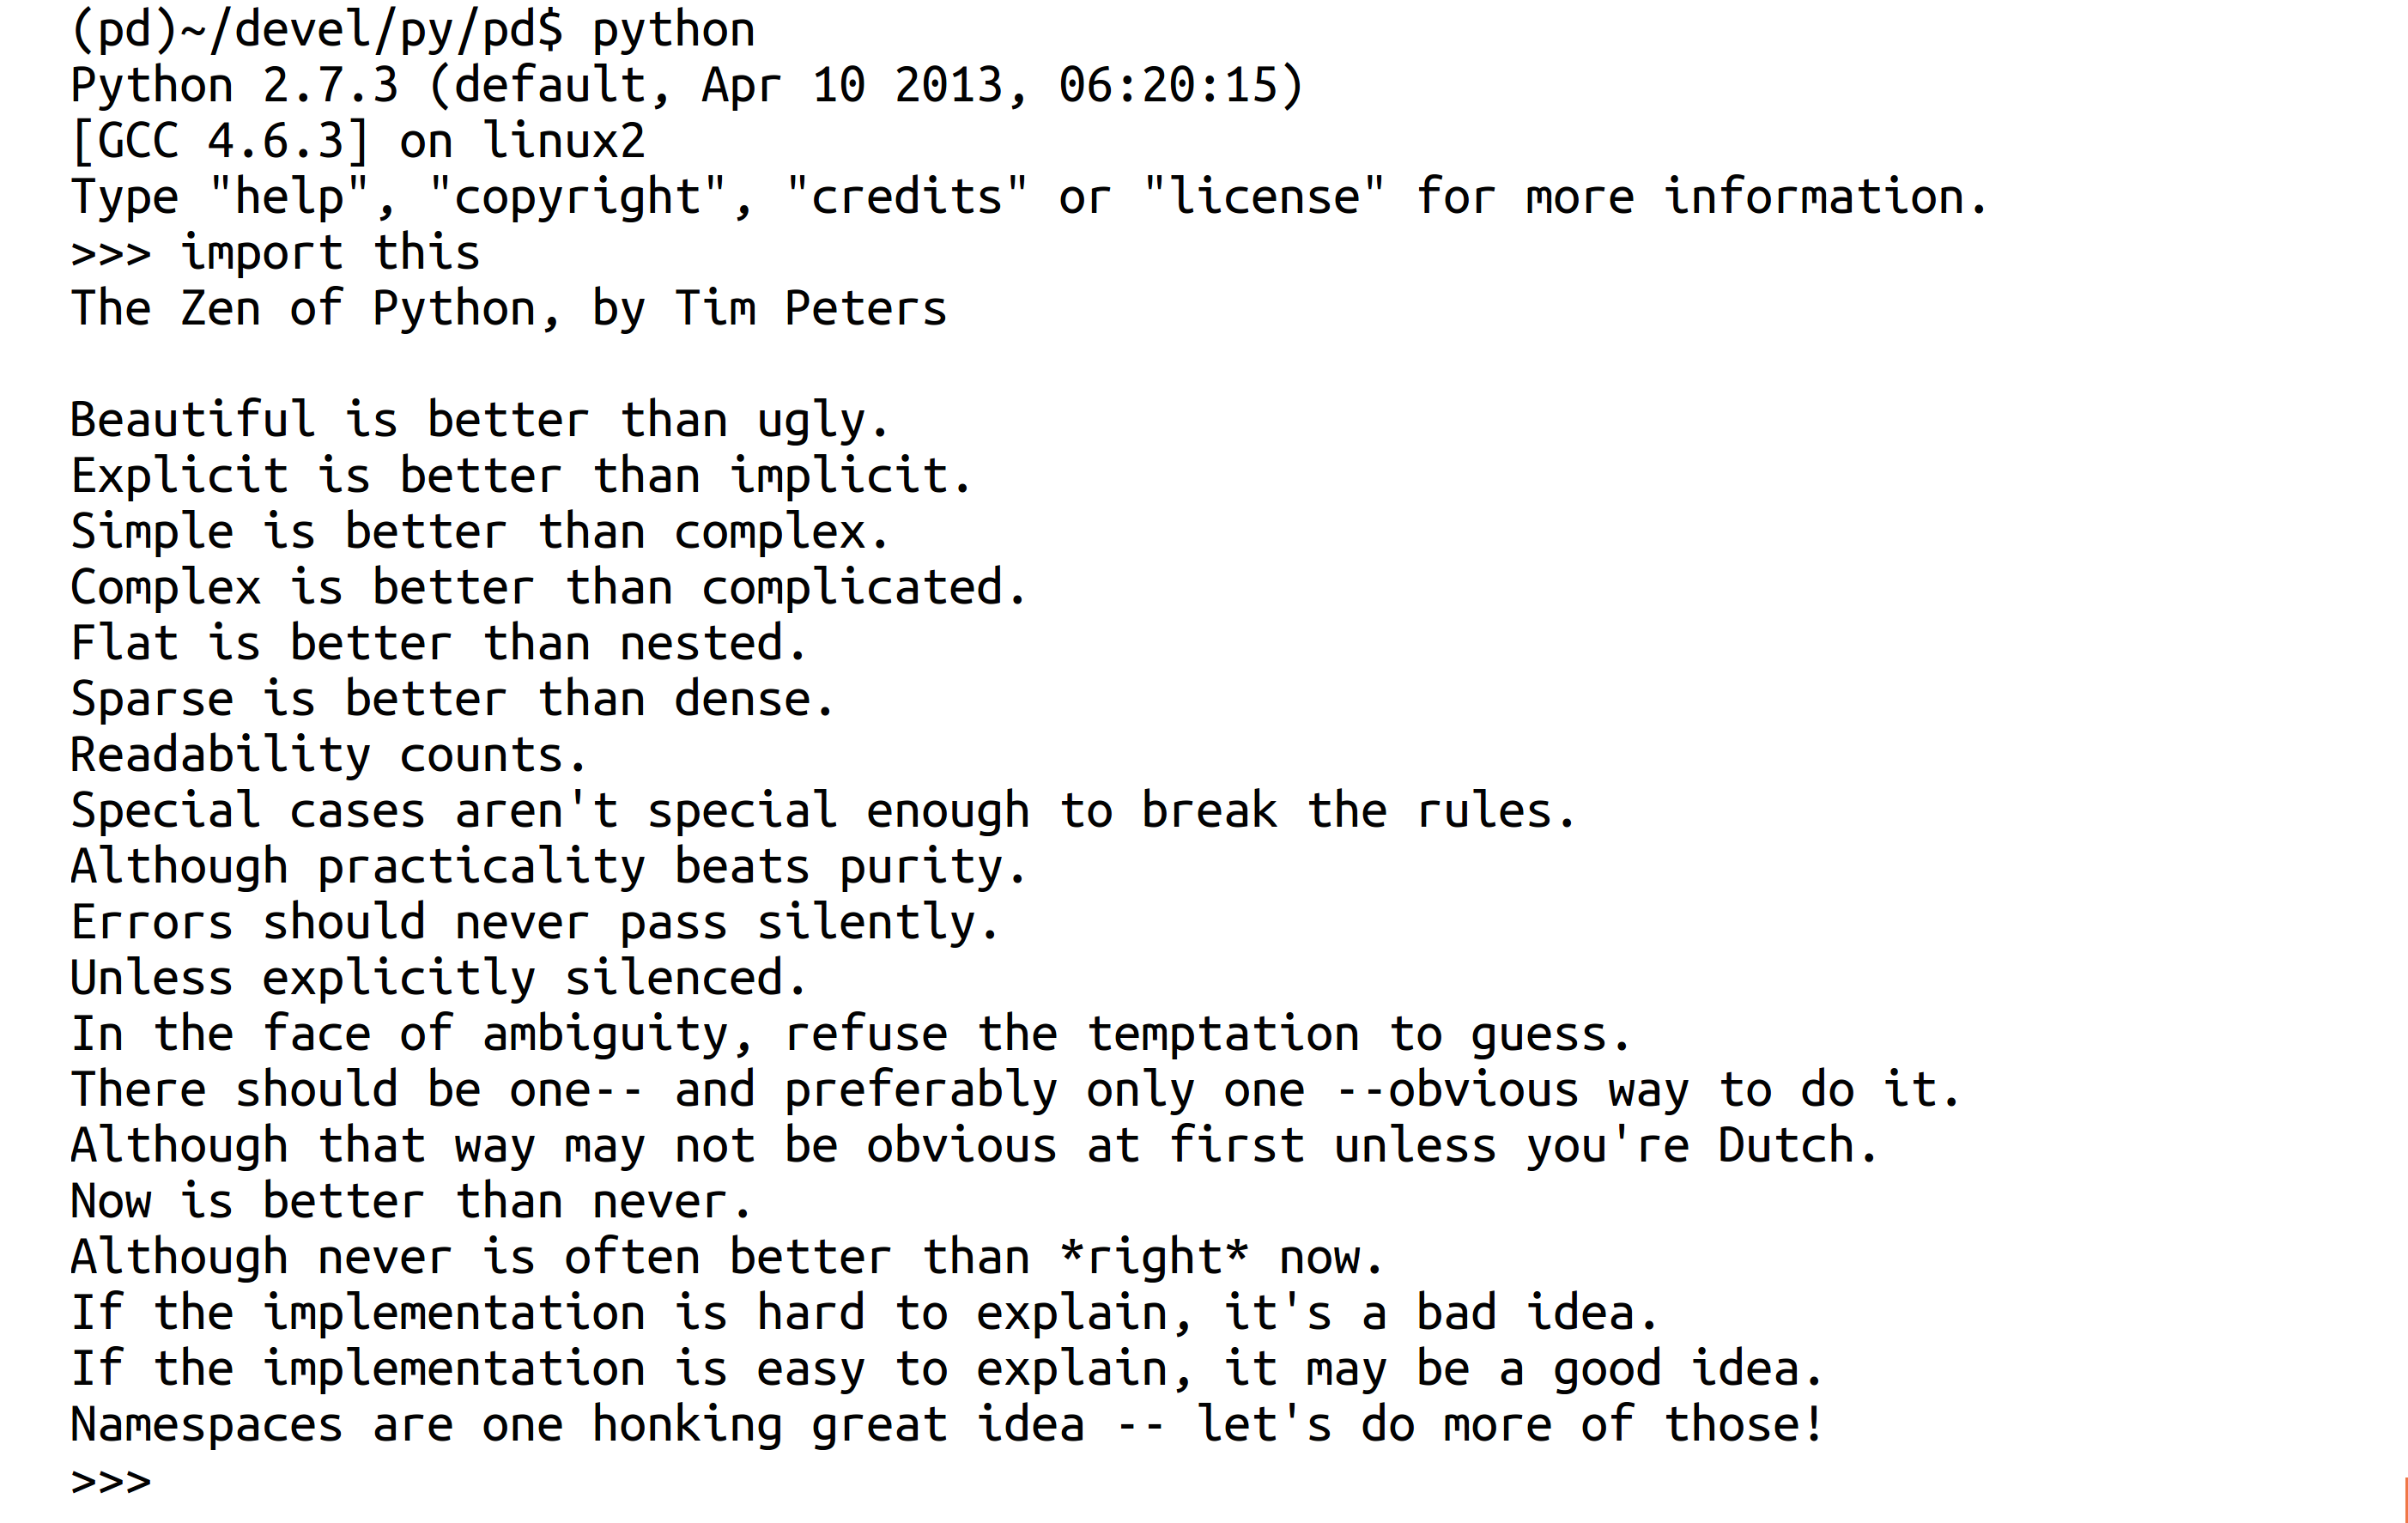 (pd)~/devel/py/pd$ python
Python 2.7.3 (default, Apr 10 2013, 06:20:15)
[GCC 4.6.3] on linux2
Type "help", "copyright", "credits" or "license" for more information.
>>> import this
The Zen of Python, by Tim Peters

Beautiful is better than ugly.
Explicit is better than implicit.
Simple is better than complex.
Complex is better than complicated.
Flat is better than nested.
Sparse is better than dense.
Readability counts.
Special cases aren't special enough to break the rules.
Although practicality beats purity.
Errors should never pass silently.
Unless explicitly silenced.
In the face of ambiguity, refuse the temptation to guess.
There should be one-- and preferably only one --obvious way to do it.
Although that way may not be obvious at first unless you're Dutch.
Now is better than never.
Although never is often better than *right* now.
If the implementation is hard to explain, it's a bad idea.
If the implementation is easy to explain, it may be a good idea.
Namespaces are one honking great idea -- let's do more of those!
>>>